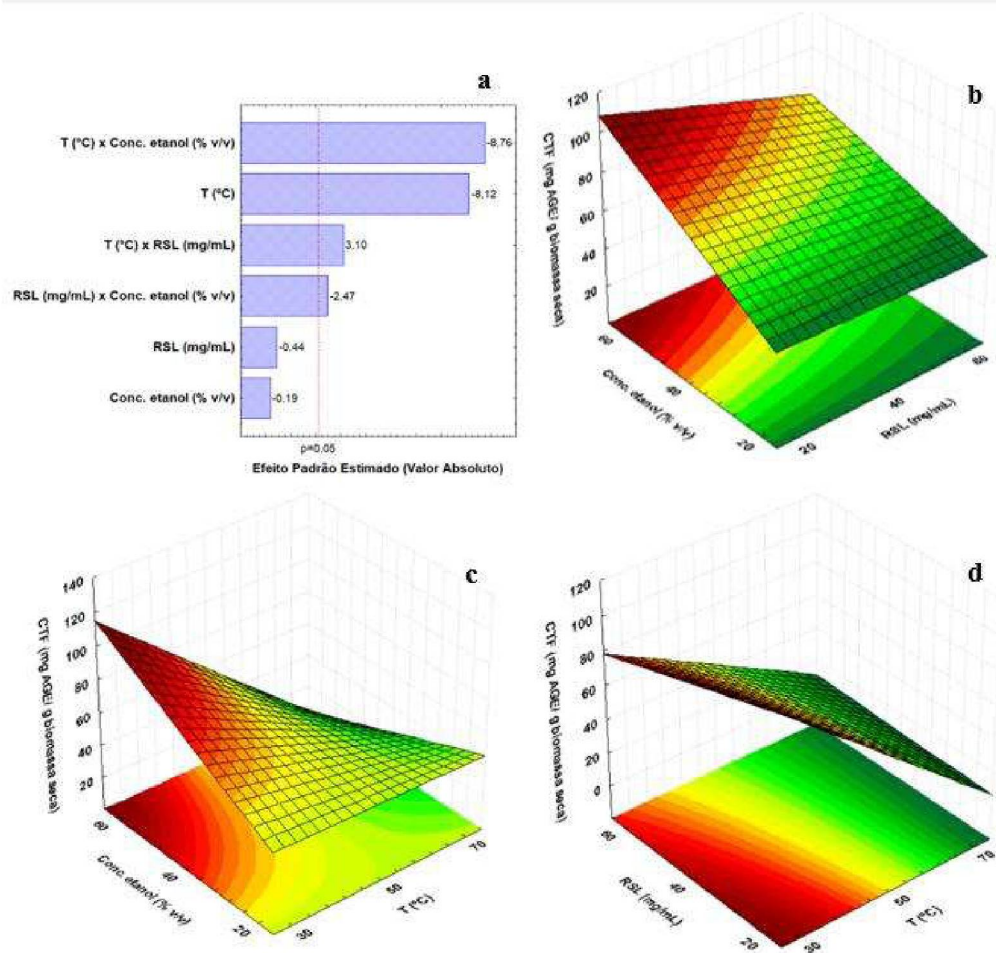 a
T (ºC) x Conc. etanol (% v/v)
-8,76
T (ºC)
-8,12
T (ºC) x RSL (mg/mL)
3,10
RSL (mg/mL) x Conc. etanol (% v/v)
-2,47
RSL (mg/mL)
-0,44
Conc. etanol (% v/v)
-0,19
p=0,05
Efeito Padrão Estimado (Valor Absoluto)
b
120
100
80
60
40
20
CTF (mg AGE/ g biomassa seca)
60
40
20
Conc. etanol (% v/v)
20
40
60
RSL (mg/mL)
c
140
120
100
80
60
40
20
CTF (mg AGE/ g biomassa seca)
60
40
20
Conc. etanol (% v/v)
30
50
70
T (ºC)
d
120
100
80
60
40
20
0
CTF (mg AGE/ g biomassa seca)
60
40
20
RSL (mg/mL)
30
50
70
T (ºC)